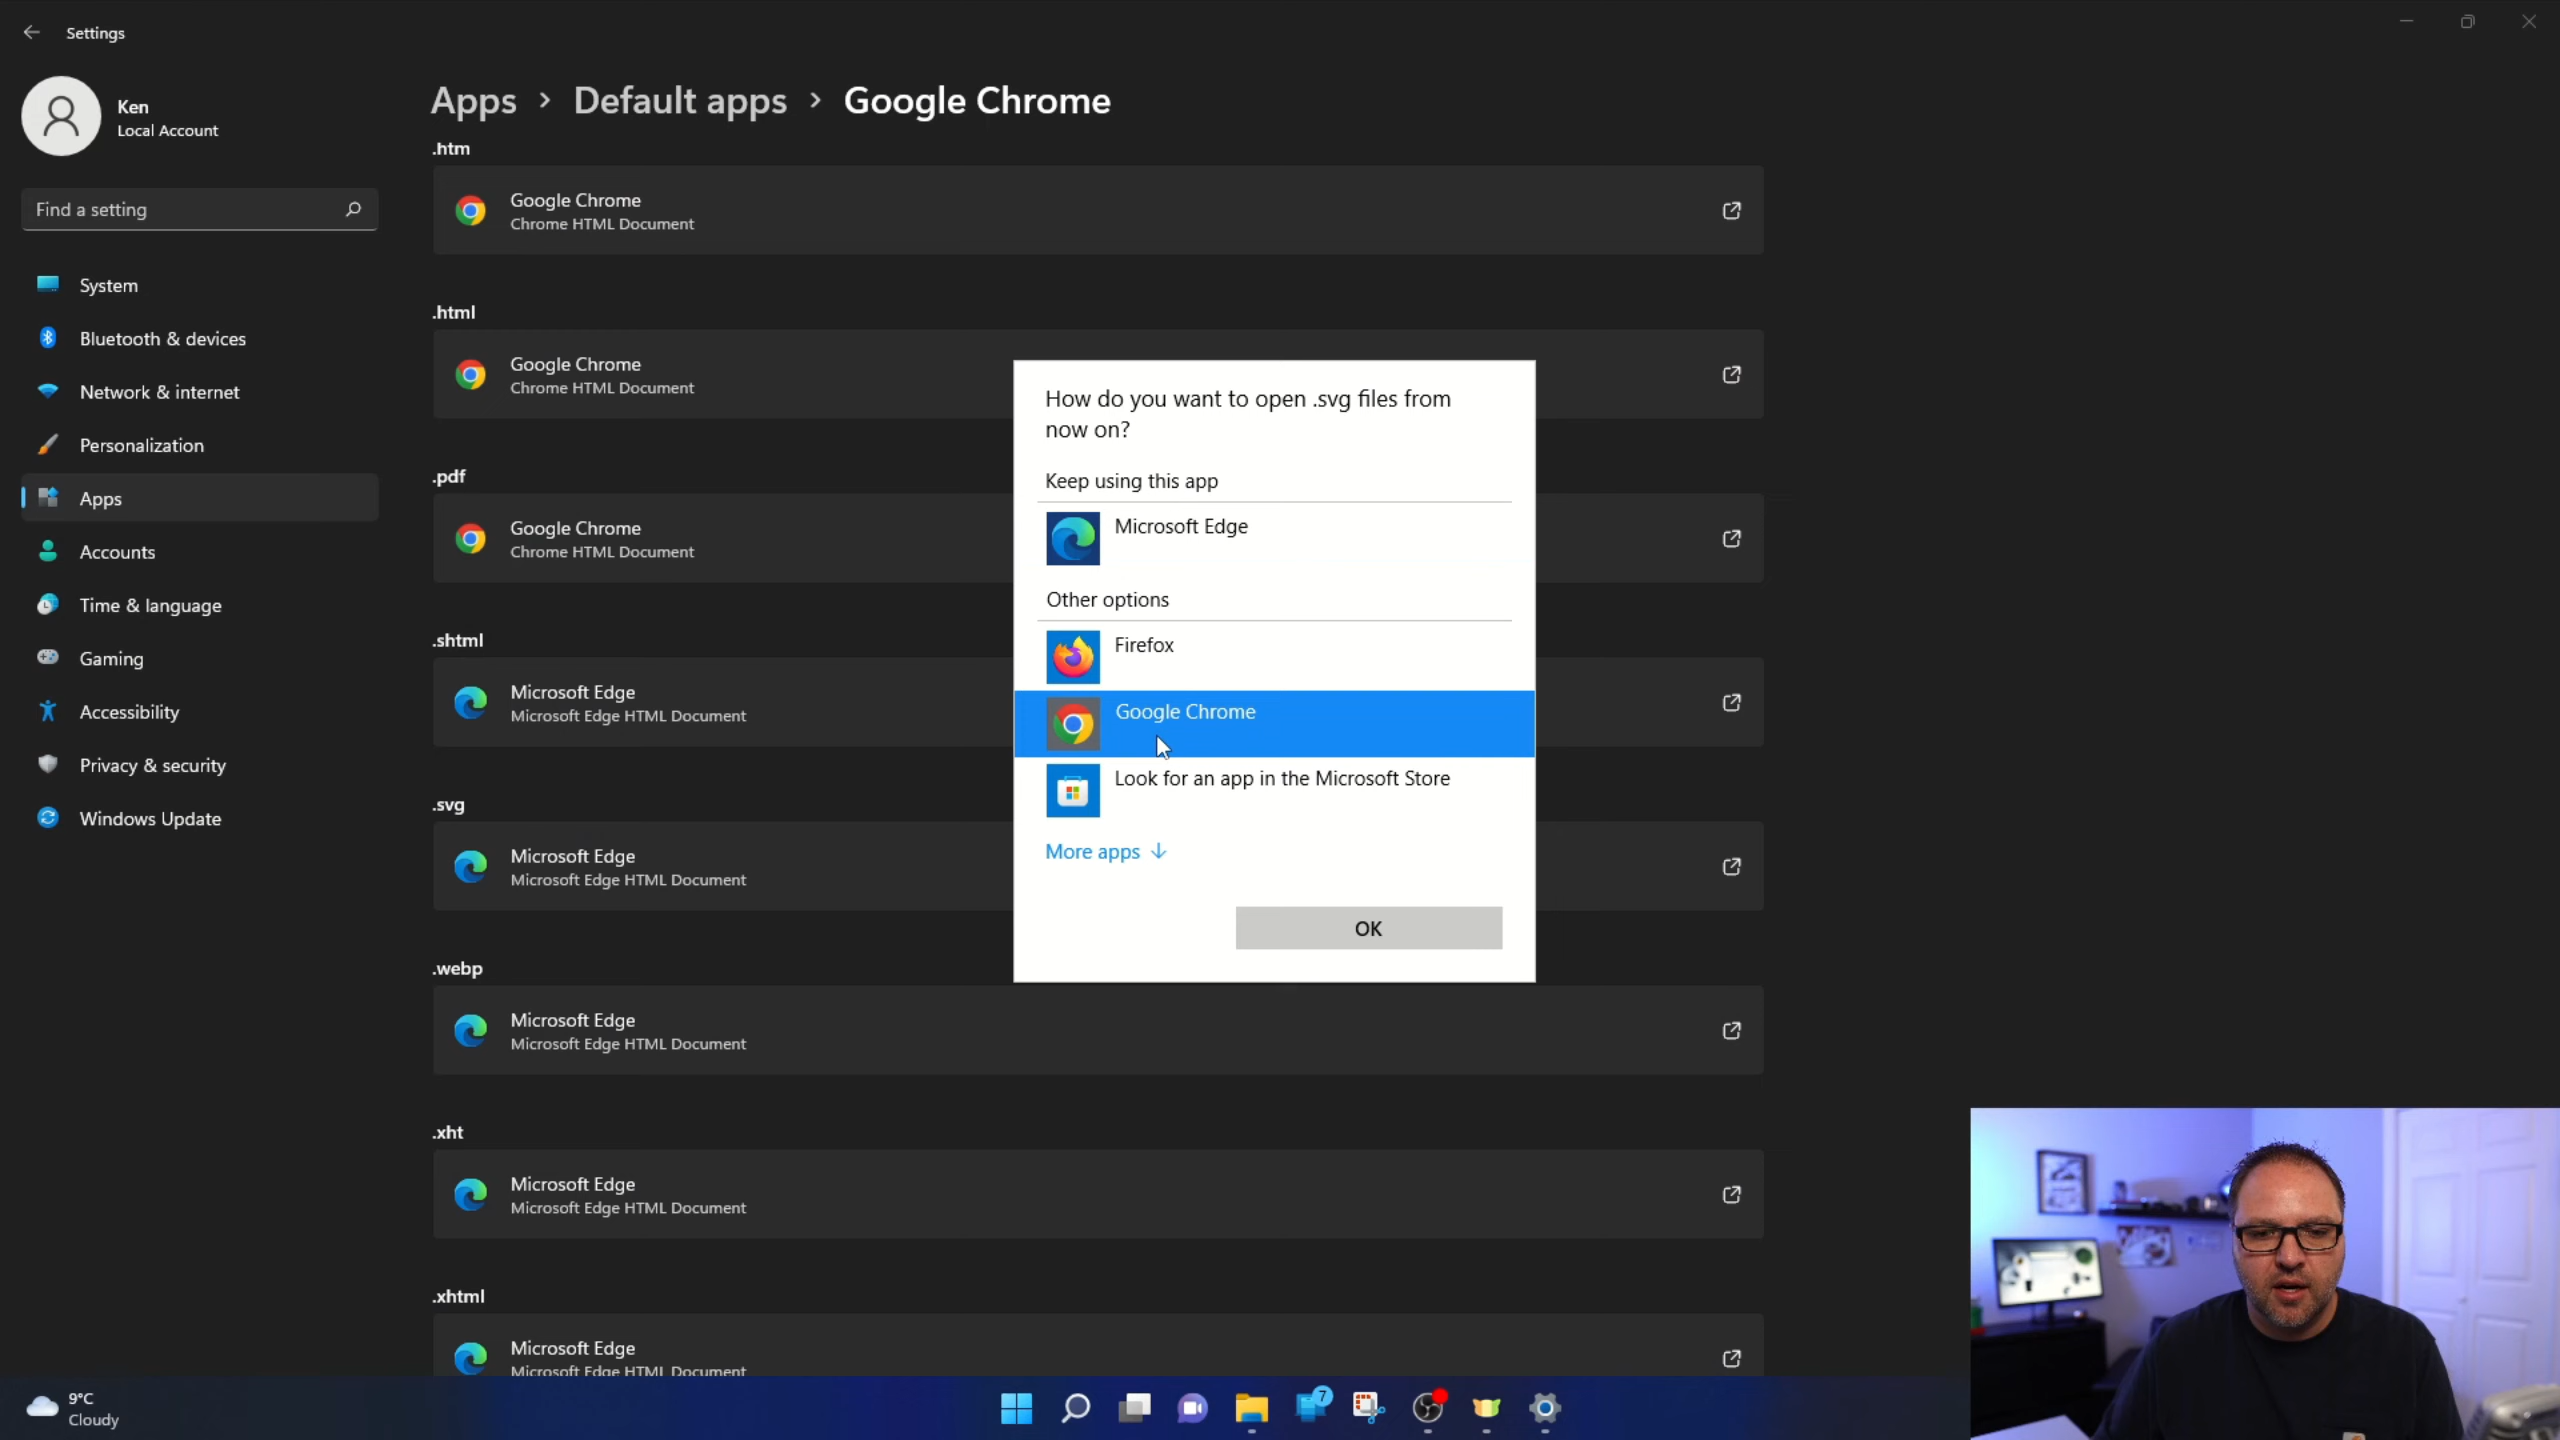 Settings
Ken
Local Account
Find a setting
System
Bluetooth & devices
Network & internet
Personalization
Apps
Accounts
Time & language
Gaming
Accessibility
Privacy & security
Windows Update
Apps > Default apps > Google Chrome
.htm
Google Chrome
Chrome HTML Document
.html
Google Chrome
Chrome HTML Document
.pdf
Google Chrome
Chrome HTML Document
.shtml
Microsoft Edge
Microsoft Edge HTML Document
.svg
Microsoft Edge
Microsoft Edge HTML Document
.webp
Microsoft Edge
Microsoft Edge HTML Document
.xht
Microsoft Edge
Microsoft Edge HTML Document
.xhtml
Microsoft Edge
Microsoft Edge HTML Document
How do you want to open .svg files from
now on?
Keep using this app
Microsoft Edge
Other options
Firefox
Google Chrome
Look for an app in the Microsoft Store
More apps ↓
OK
9°C
Cloudy
7